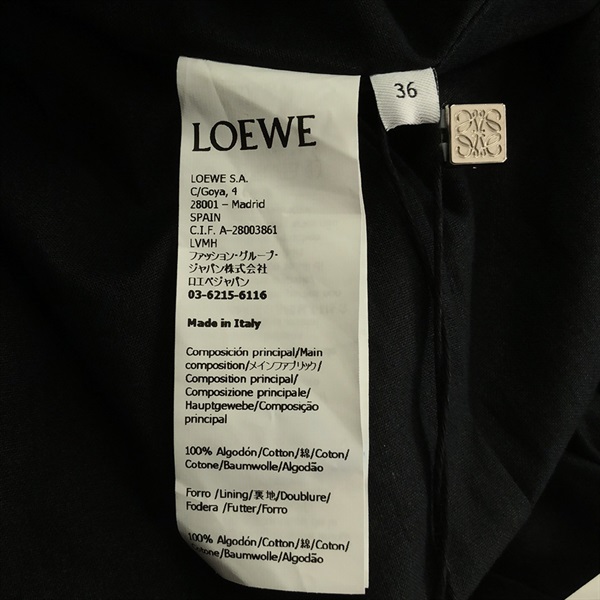 36
LOEWE
LOEWE S.A.
C/Goya, 4
28001 – Madrid
SPAIN
C.I.F. A–28003861
LVMH
ファッション・グループ・
ジャパン株式会社
ロエベジャパン
03-6215-6116
Made in Italy
Composición principal/Main
composition/メインファブリック/
Composition principal/
Composizione principale/
Hauptgewebe/Composição
principal
100% Algodón/Cotton/綿/Coton/
Cotone/Baumwolle/Algodão
Forro /Lining/裏地/Doublure/
Fodera /Futter/Forro
100% Algodón/Cotton/綿/Coton/
Cotone/Baumwolle/Algodão